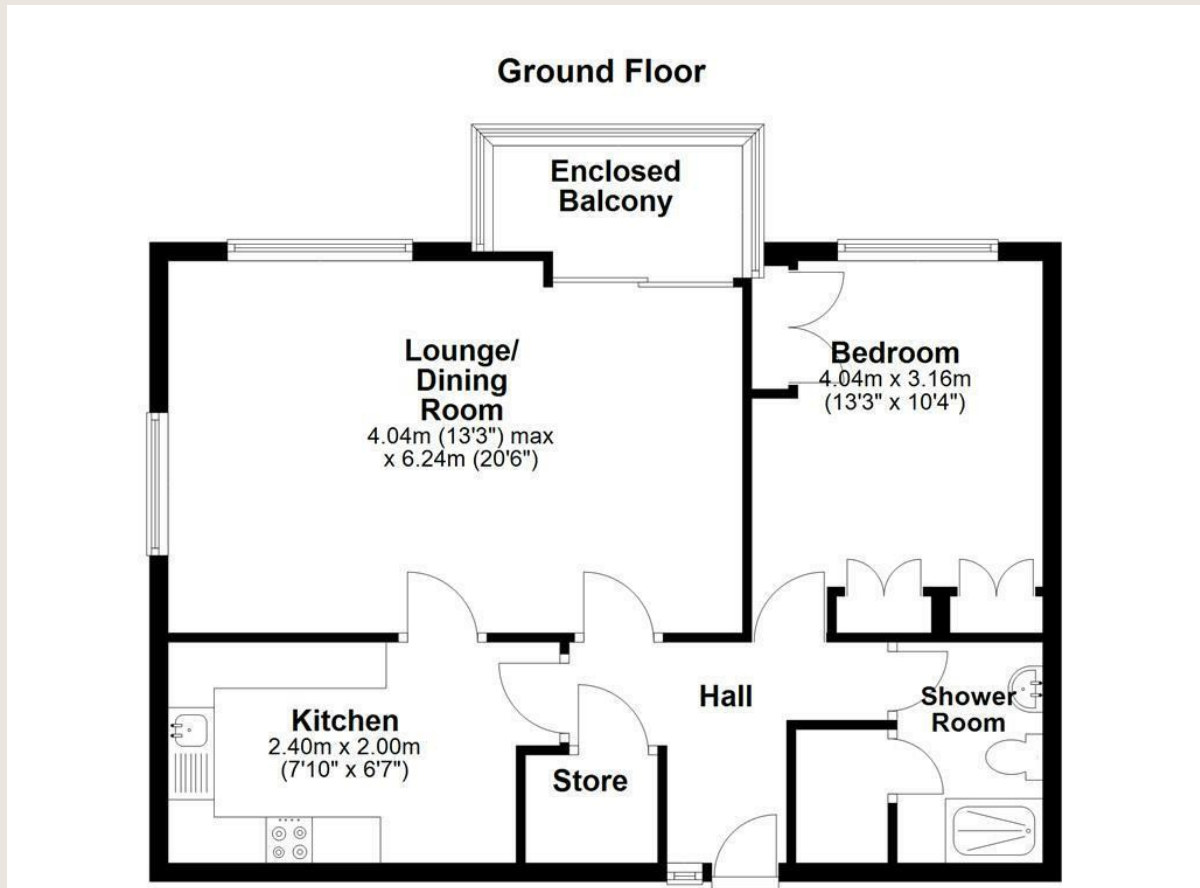 Ground Floor
Enclosed
Balcony
Lounge/
Dining
Room
4.04m (13'3") max
x 6.24m (20'6")
Bedroom
4.04m x 3.16m
(13'3" x 10'4")
Kitchen
2.40m x 2.00m
(7'10" x 6'7")
Store
Hall
Shower
Room